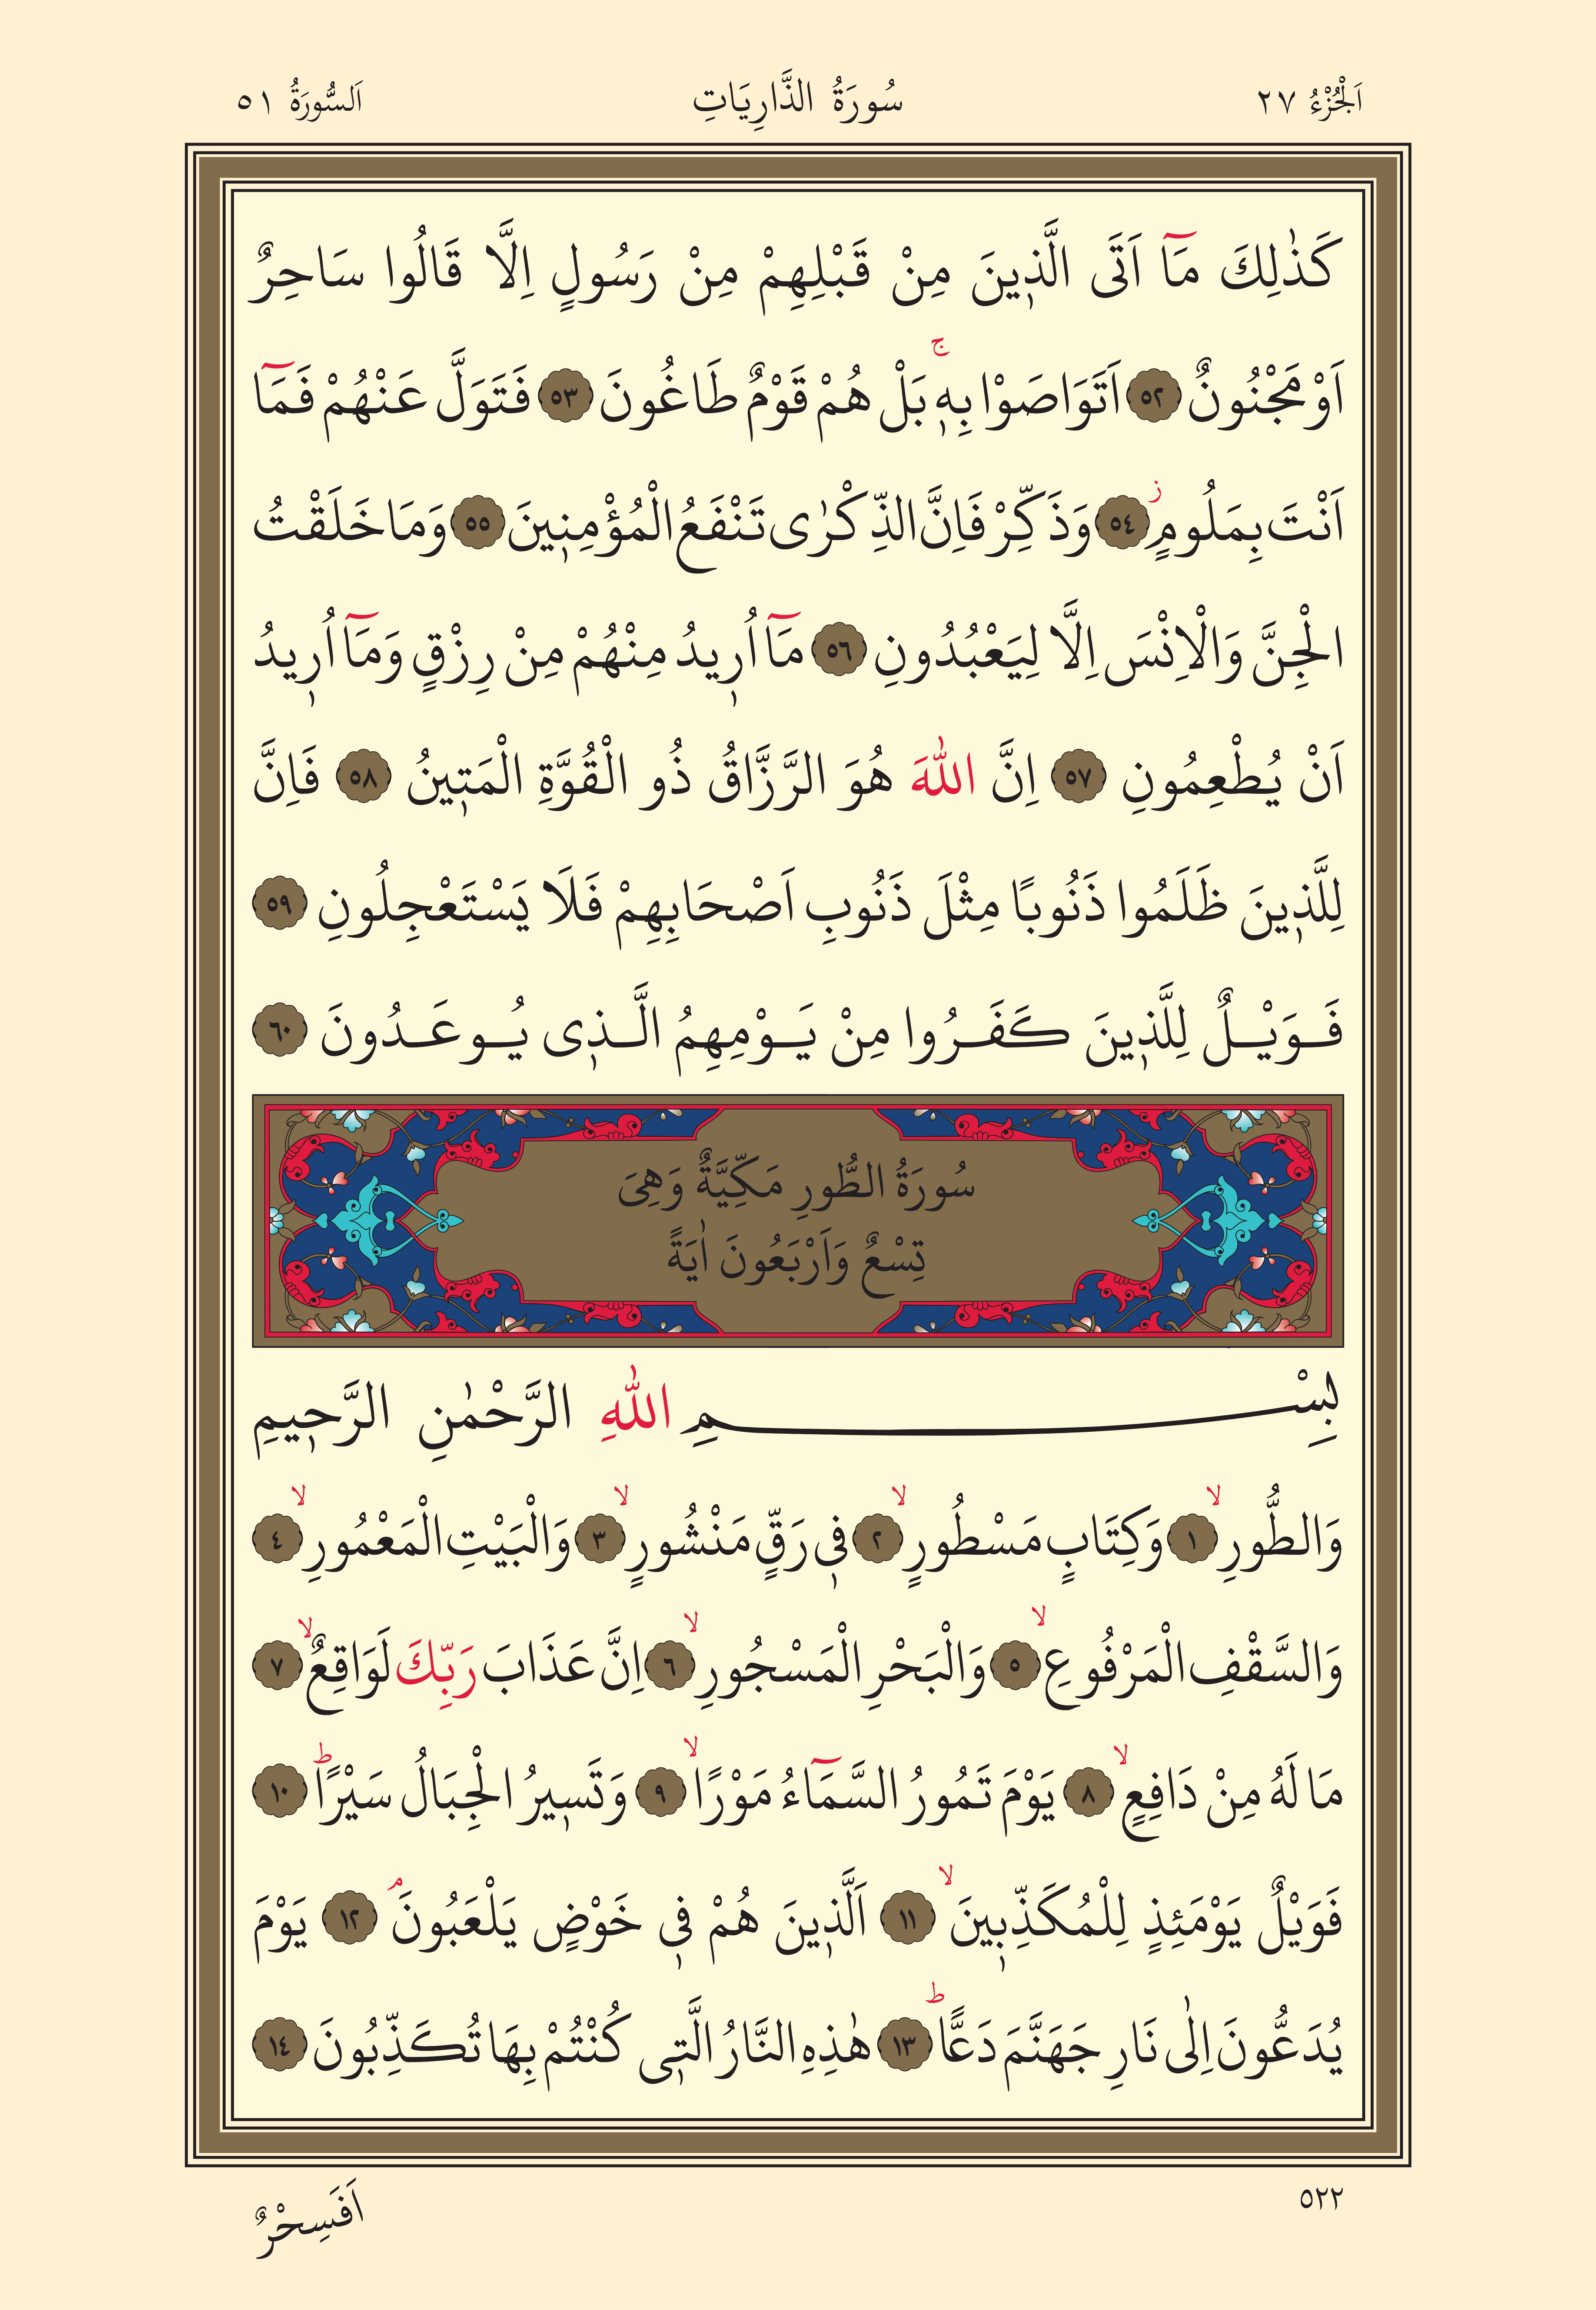 اَلْجُزْءُ ٢٧
سُورَةُ الذَّارِيَاتِ
اَلسُّورَةُ ٥١
كَذٰلِكَ مَٓا اَتَى الَّذٖينَ مِنْ قَبْلِهِمْ مِنْ رَسُولٍ اِلَّا قَالُوا سَاحِرٌ
اَوْ مَجْنُونٌ ٥٢ اَتَوَاصَوْا بِهٖۚ بَلْ هُمْ قَوْمٌ طَاغُونَ ٥٣ فَتَوَلَّ عَنْهُمْ فَمَٓا
اَنْتَ بِمَلُومٍؗ ٥٤ وَذَكِّرْ فَاِنَّ الذِّكْرٰى تَنْفَعُ الْمُؤْمِنٖينَ ٥٥ وَمَا خَلَقْتُ
الْجِنَّ وَالْاِنْسَ اِلَّا لِيَعْبُدُونِ ٥٦ مَٓا اُرٖيدُ مِنْهُمْ مِنْ رِزْقٍ وَمَٓا اُرٖيدُ
اَنْ يُطْعِمُونِ ٥٧ اِنَّ اللّٰهَ هُوَ الرَّزَّاقُ ذُو الْقُوَّةِ الْمَتٖينُ ٥٨ فَاِنَّ
لِلَّذٖينَ ظَلَمُوا ذَنُوبًا مِثْلَ ذَنُوبِ اَصْحَابِهِمْ فَلَا يَسْتَعْجِلُونِ ٥٩
فَوَيْلٌ لِلَّذٖينَ كَفَرُوا مِنْ يَوْمِهِمُ الَّذٖى يُوعَدُونَ ٦٠
سُورَةُ الطُّورِ مَكِّيَّةٌ وَهِىَ
تِسْعٌ وَاَرْبَعُونَ اٰيَةً
بِسْمِ اللّٰهِ الرَّحْمٰنِ الرَّحٖيمِ
وَالطُّورِۙ ١ وَكِتَابٍ مَسْطُورٍۙ ٢ فٖى رَقٍّ مَنْشُورٍۙ ٣ وَالْبَيْتِ الْمَعْمُورِۙ ٤
وَالسَّقْفِ الْمَرْفُوعِۙ ٥ وَالْبَحْرِ الْمَسْجُورِۙ ٦ اِنَّ عَذَابَ رَبِّكَ لَوَاقِعٌۙ ٧
مَا لَهُ مِنْ دَافِعٍۙ ٨ يَوْمَ تَمُورُ السَّمَٓاءُ مَوْرًاۙ ٩ وَتَسٖيرُ الْجِبَالُ سَيْرًاؕ ١٠
فَوَيْلٌ يَوْمَئِذٍ لِلْمُكَذِّبٖينَۙ ١١ اَلَّذٖينَ هُمْ فٖى خَوْضٍ يَلْعَبُونَۘ ١٢ يَوْمَ
يُدَعُّونَ اِلٰى نَارِ جَهَنَّمَ دَعًّاؕ ١٣ هٰذِهِ النَّارُ الَّتٖى كُنْتُمْ بِهَا تُكَذِّبُونَ ١٤
٥٢٢
اَفَسِحْرٌ